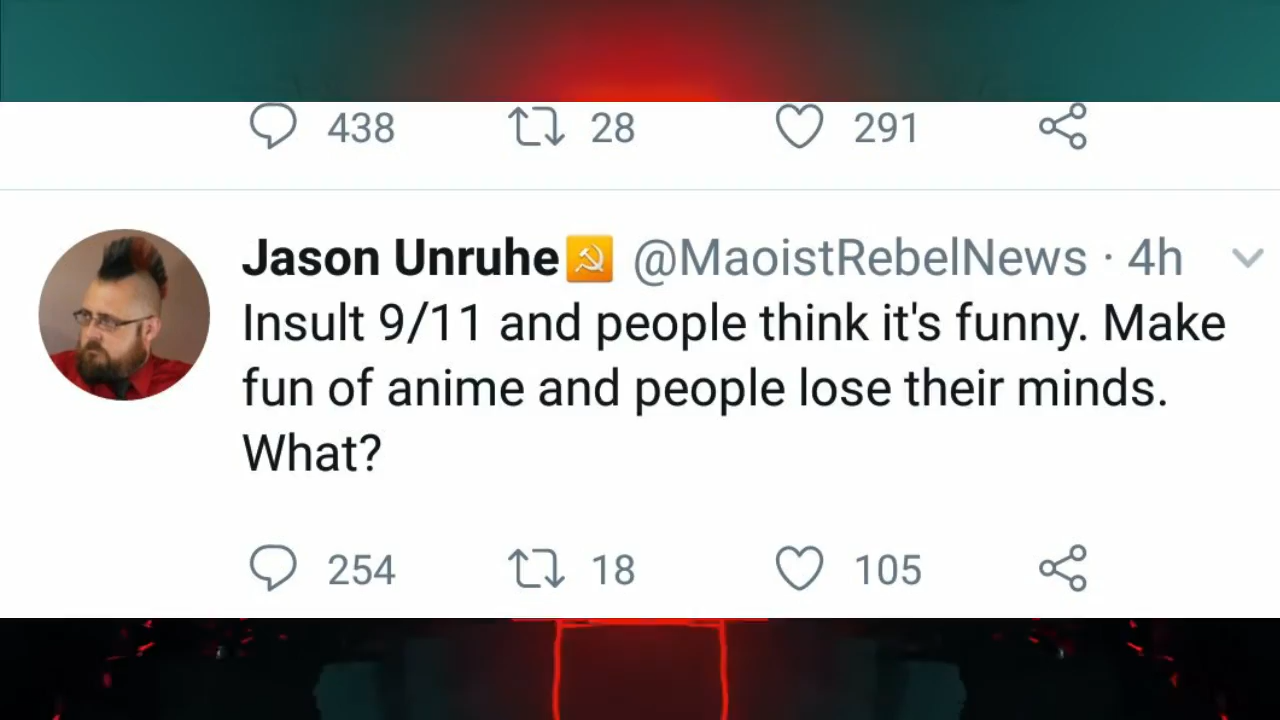 438 28 291
Jason Unruhe @MaoistRebelNews · 4h
Insult 9/11 and people think it's funny. Make
fun of anime and people lose their minds.
What?
254 18 105